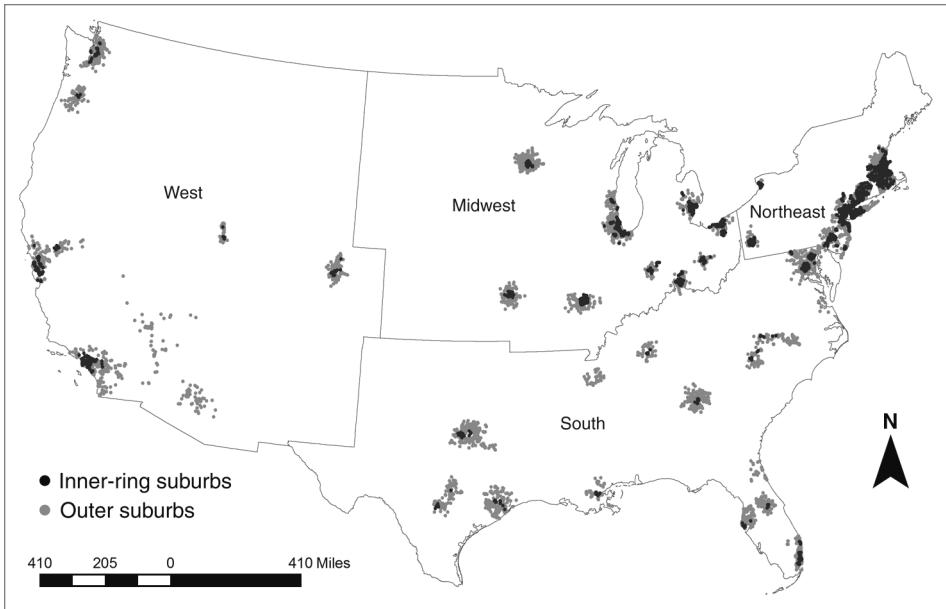 West
Midwest
Northeast
South
N
Inner-ring suburbs
Outer suburbs
410 205 0 410 Miles